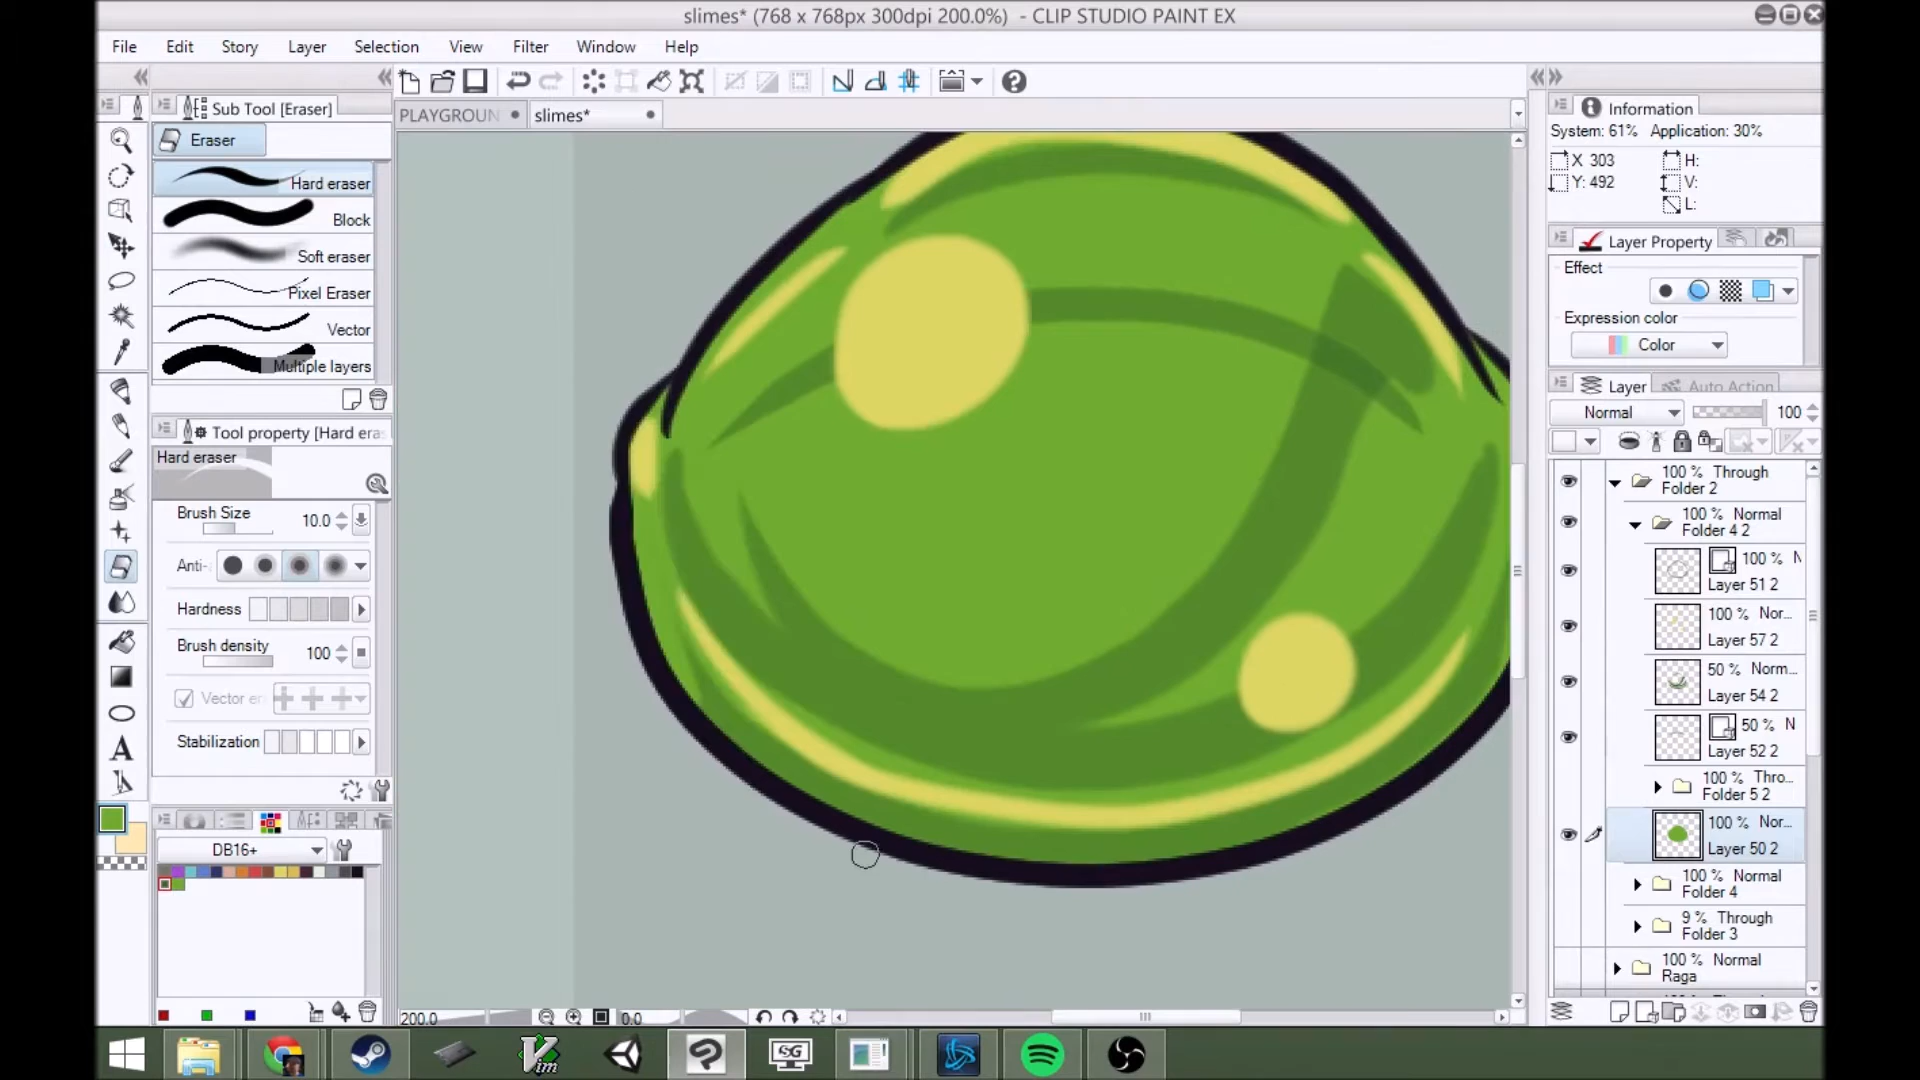 slimes* (768 x 768px 300dpi 200.0%) - CLIP STUDIO PAINT EX
File Edit Story Layer Selection View Filter Window Help
Sub Tool [Eraser]
Eraser
Hard eraser
Block
Soft eraser
Pixel Eraser
Vector
Multiple layers
Tool property [Hard era
Hard eraser
Brush Size 10.0
Anti-
Hardness
Brush density 100
Vector er
Stabilization
DB16+
PLAYGROUN
slimes*
200.0
0.0
Information
System: 61% Application: 30%
X 303 H:
Y: 492 V:
L:
Layer Property
Effect
Expression color
Color
Layer Auto Action
Normal 100
100 % Through
Folder 2
100 % Normal
Folder 4 2
100 % N
Layer 51 2
100 % Nor...
Layer 57 2
50 % Norm...
Layer 54 2
50 % N
Layer 52 2
100 % Thro...
Folder 5 2
100 % Nor...
Layer 50 2
100 % Normal
Folder 4
9 % Through
Folder 3
100 % Normal
Raga
Vim
SG